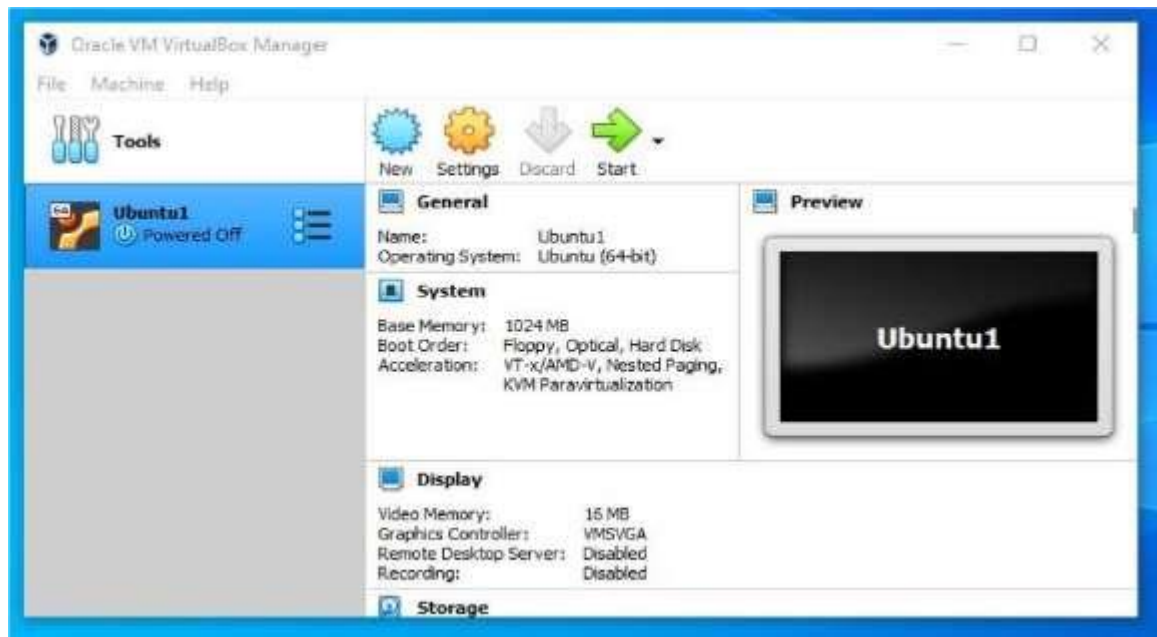 Oracle VM VirtualBox Manager
File Machine Help
Tools
New Settings Discard Start
64
Ubuntu1
Powered Off
General
Name: Ubuntu1
Operating System: Ubuntu (64-bit)
System
Base Memory: 1024 MB
Boot Order: Floppy, Optical, Hard Disk
Acceleration: VT-x/AMD-V, Nested Paging,
KVM Paravirtualization
Preview
Ubuntu1
Display
Video Memory: 16 MB
Graphics Controller: VMSVGA
Remote Desktop Server: Disabled
Recording: Disabled
Storage